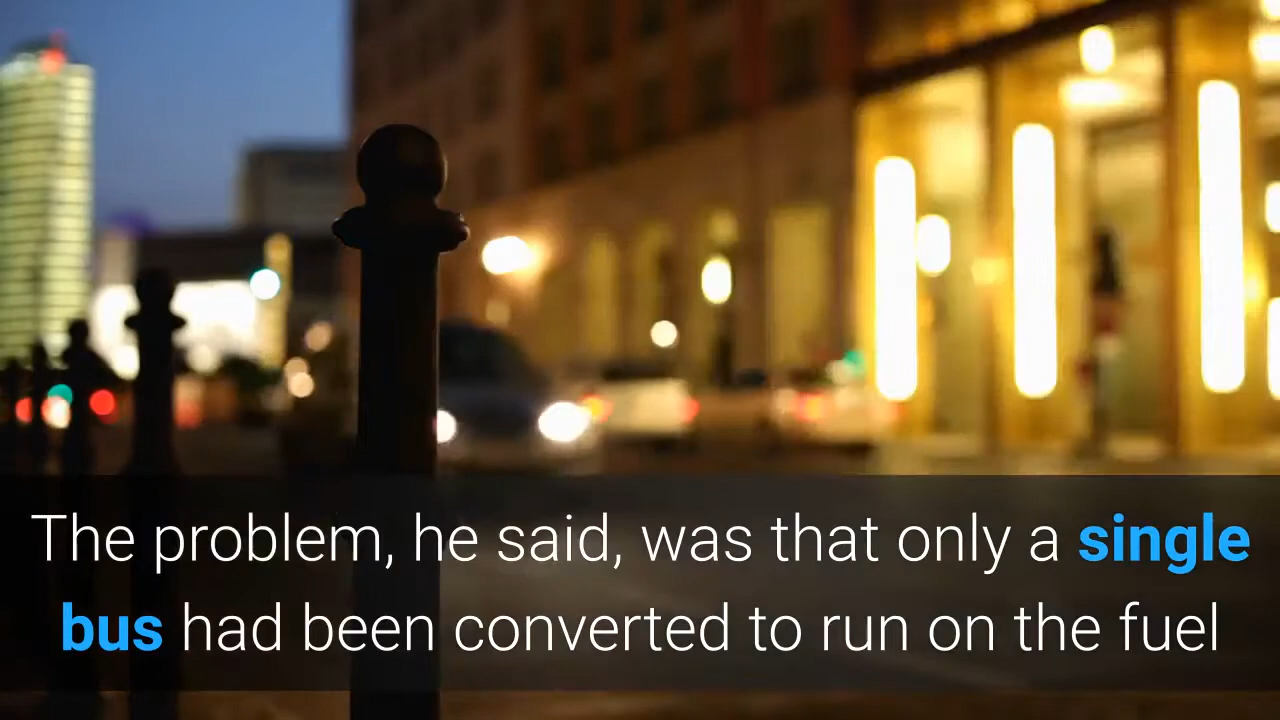 The problem, he said, was that only a single
bus had been converted to run on the fuel